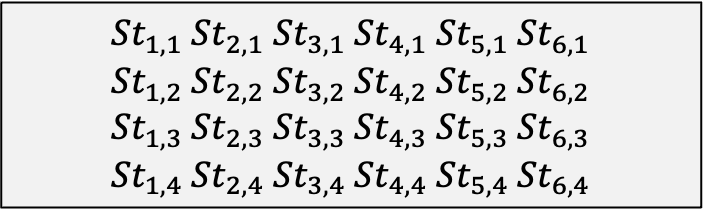 St₁,₁ St₂,₁ St₃,₁ St₄,₁ St₅,₁ St₆,₁
St₁,₂ St₂,₂ St₃,₂ St₄,₂ St₅,₂ St₆,₂
St₁,₃ St₂,₃ St₃,₃ St₄,₃ St₅,₃ St₆,₃
St₁,₄ St₂,₄ St₃,₄ St₄,₄ St₅,₄ St₆,₄